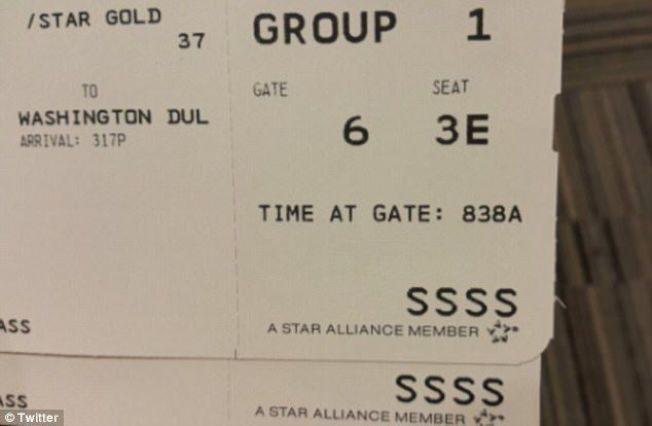 /STAR GOLD
37
TO
WASHINGTON DUL
ARRIVAL: 317P
GROUP 1
GATE SEAT
6 3E
TIME AT GATE: 838A
SSSS
A STAR ALLIANCE MEMBER
ASS
SSSS
A STAR ALLIANCE MEMBER
ASS
© Twitter